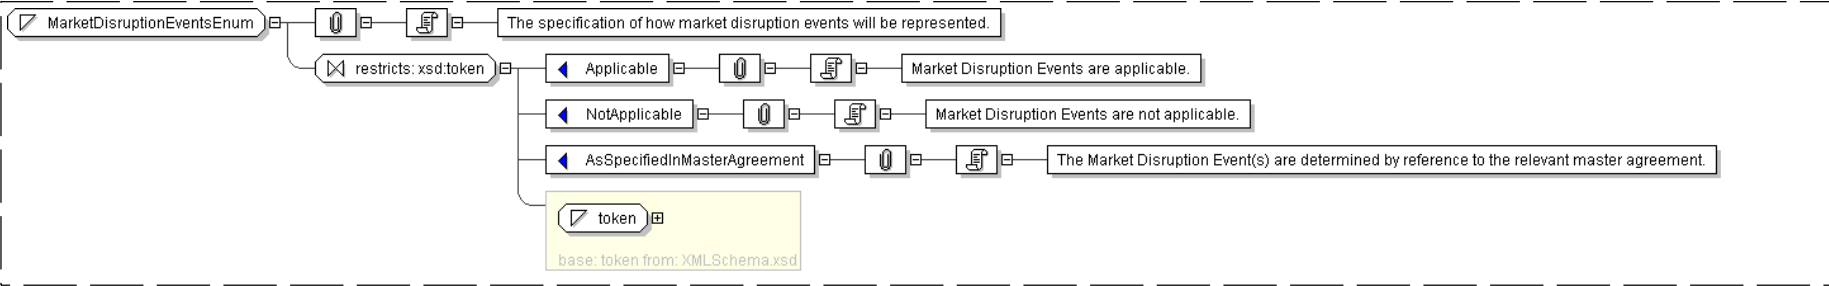 MarketDisruptionEventsEnum
The specification of how market disruption events will be represented.
restricts: xsd:token
Applicable
Market Disruption Events are applicable.
NotApplicable
Market Disruption Events are not applicable.
AsSpecifiedInMasterAgreement
The Market Disruption Event(s) are determined by reference to the relevant master agreement.
token
base: token from: XMLSchema.xsd